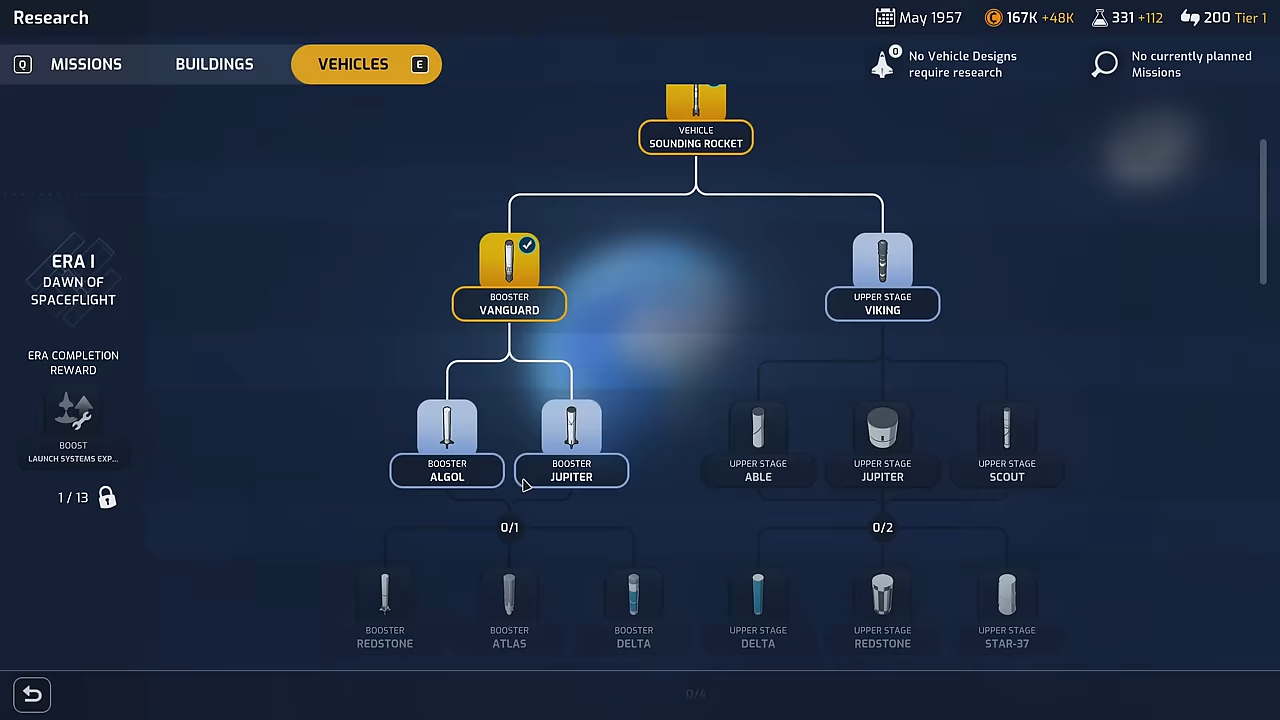 Research
May 1957
167K +48K
331 +112
200 Tier 1
Q MISSIONS
BUILDINGS
VEHICLES E
0
No Vehicle Designs
require research
No currently planned
Missions
VEHICLE
SOUNDING ROCKET
ERA I
DAWN OF
SPACEFLIGHT
ERA COMPLETION
REWARD
BOOST
LAUNCH SYSTEMS EXP...
1 / 13
BOOSTER
VANGUARD
UPPER STAGE
VIKING
BOOSTER
ALGOL
BOOSTER
JUPITER
UPPER STAGE
ABLE
UPPER STAGE
JUPITER
UPPER STAGE
SCOUT
0/1
0/2
BOOSTER
REDSTONE
BOOSTER
ATLAS
BOOSTER
DELTA
UPPER STAGE
DELTA
UPPER STAGE
REDSTONE
UPPER STAGE
STAR-37
0/4